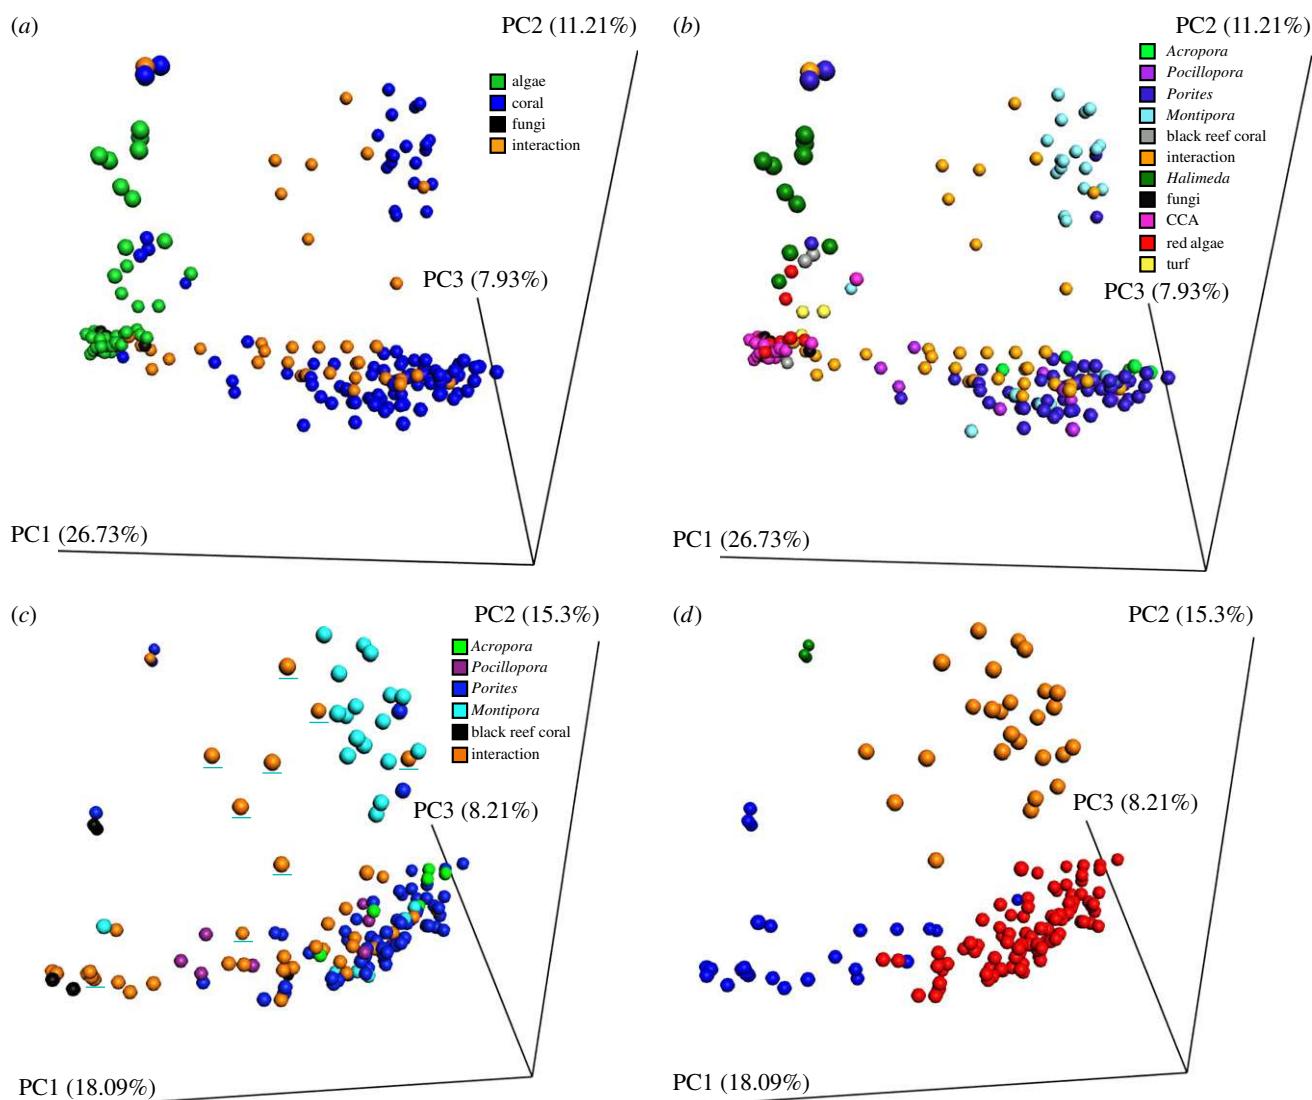 (a)
PC2 (11.21%)
algae
coral
fungi
interaction
PC3 (7.93%)
PC1 (26.73%)
(b)
PC2 (11.21%)
Acropora
Pocillopora
Porites
Montipora
black reef coral
interaction
Halimeda
fungi
CCA
red algae
turf
PC3 (7.93%)
PC1 (26.73%)
(c)
PC2 (15.3%)
Acropora
Pocillopora
Porites
Montipora
black reef coral
interaction
PC3 (8.21%)
PC1 (18.09%)
(d)
PC2 (15.3%)
PC3 (8.21%)
PC1 (18.09%)